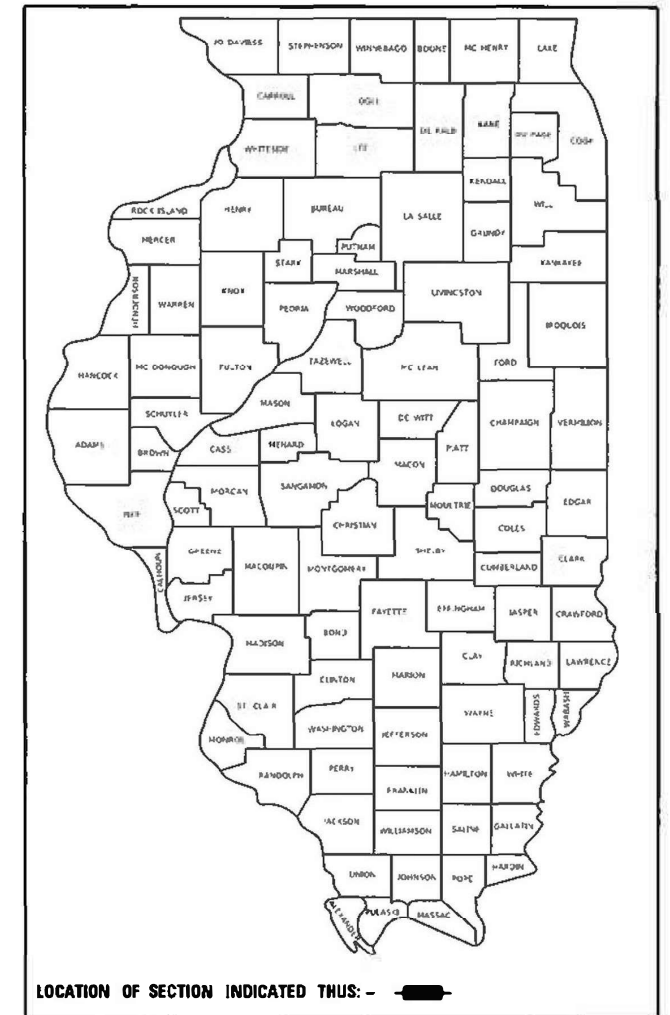 JO DAVIESS STEPHENSON WINNEBAGO BOONE MC HENRY LAKE
CARROLL OGLE
DE KALB KANE DU PAGE COOK
WHITESIDE LEE
KENDALL
ROCK ISLAND HENRY BUREAU LA SALLE WILL
GRUNDY
MERCER PUTNAM
STARK MARSHALL KANKAKEE
HENDERSON WARREN KNOX PEORIA WOODFORD LIVINGSTON
IROQUOIS
HANCOCK MC DONOUGH FULTON TAZEWELL MC LEAN FORD
MASON
SCHUYLER LOGAN DE WITT CHAMPAIGN VERMILION
ADAMS BROWN CASS MENARD PIATT
MACON
MORGAN SANGAMON DOUGLAS
PIKE SCOTT CHRISTIAN MOULTRIE EDGAR
COLES
GREENE SHELBY
CALHOUN MACOUPIN MONTGOMERY CUMBERLAND CLARK
JERSEY
FAYETTE EFFINGHAM JASPER CRAWFORD
MADISON BOND
CLAY RICHLAND LAWRENCE
CLINTON MARION
ST. CLAIR WAYNE EDWARDS WABASH
MONROE WASHINGTON JEFFERSON
RANDOLPH PERRY HAMILTON WHITE
FRANKLIN
JACKSON WILLIAMSON SALINE GALLATIN
UNION JOHNSON POPE HARDIN
ALEXANDER PULASKI MASSAC
LOCATION OF SECTION INDICATED THUS: -